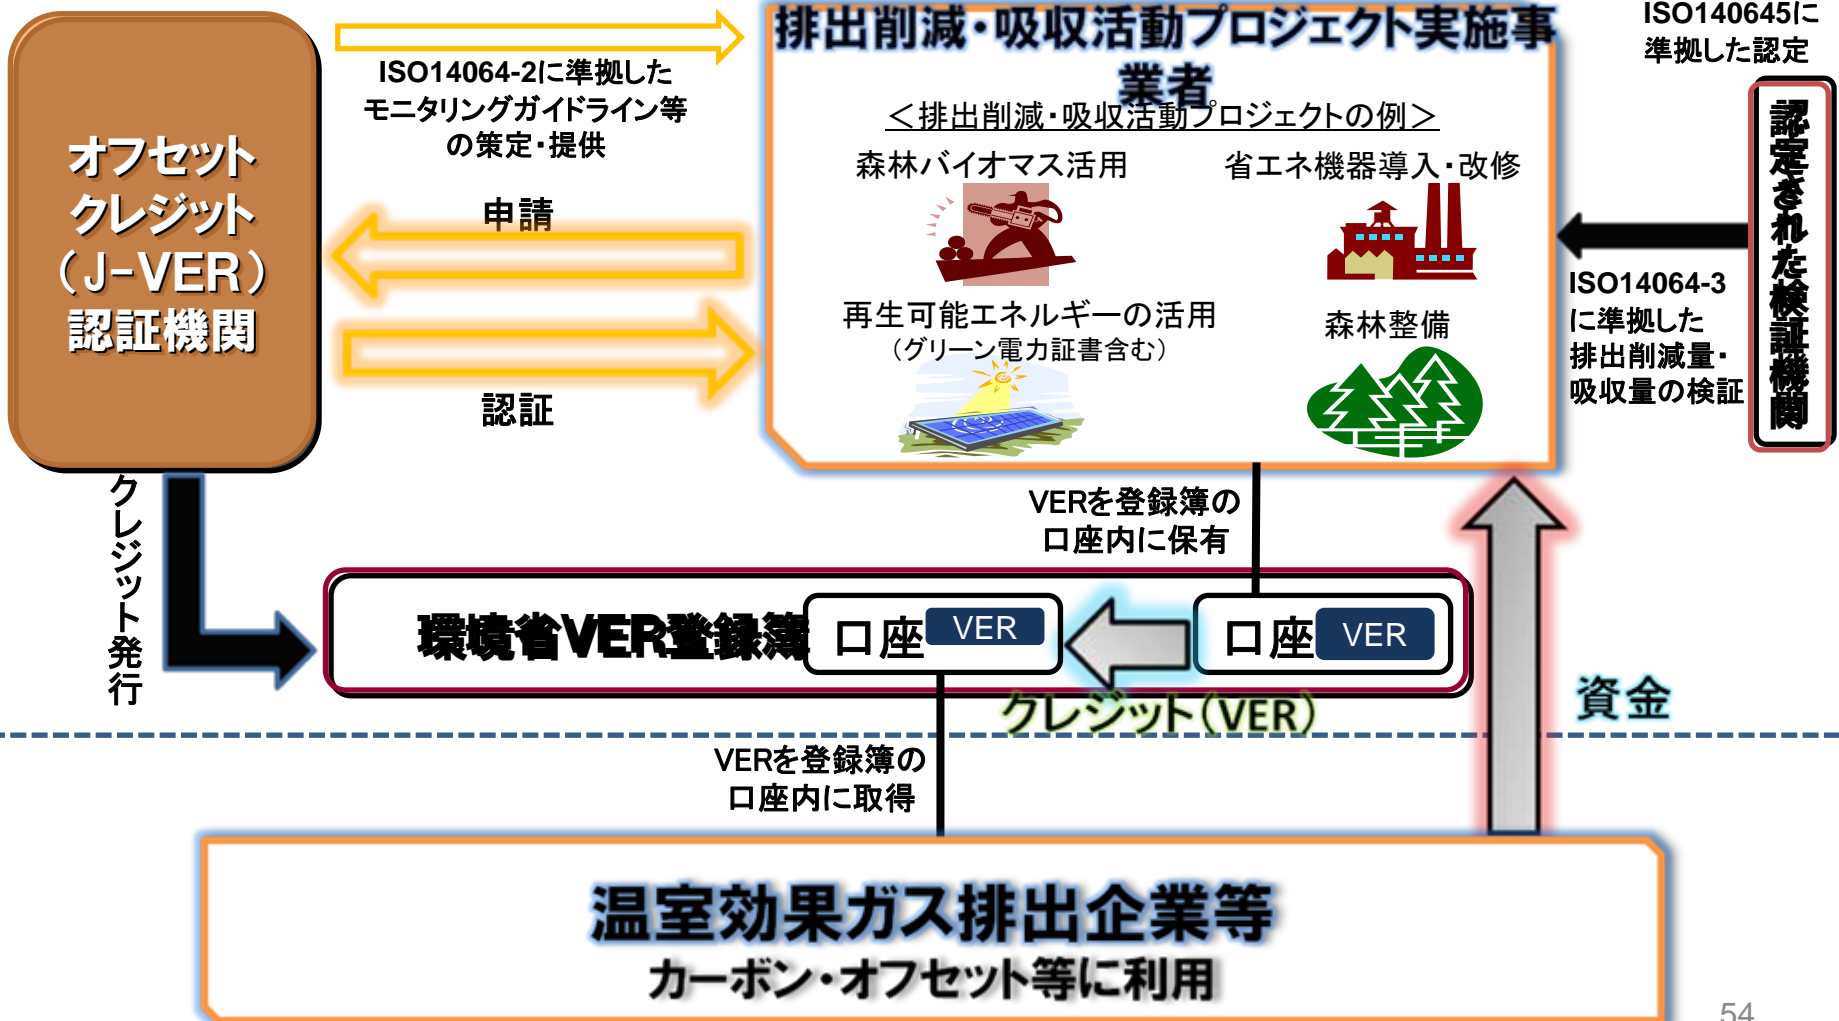 オフセット
クレジット
（J-VER）
認証機関
ISO14064-2に準拠した
モニタリングガイドライン等
の策定・提供
申請
認証
排出削減・吸収活動プロジェクト実施事
業者
＜排出削減・吸収活動プロジェクトの例＞
森林バイオマス活用
省エネ機器導入・改修
再生可能エネルギーの活用
（グリーン電力証書含む）
森林整備
ISO140645に
準拠した認定
認定された検証機関
ISO14064-3
に準拠した
排出削減量・
吸収量の検証
クレジット発行
VERを登録簿の
口座内に保有
環境省VER登録簿
口座 VER
口座 VER
クレジット（VER）
資金
VERを登録簿の
口座内に取得
温室効果ガス排出企業等
カーボン・オフセット等に利用
54